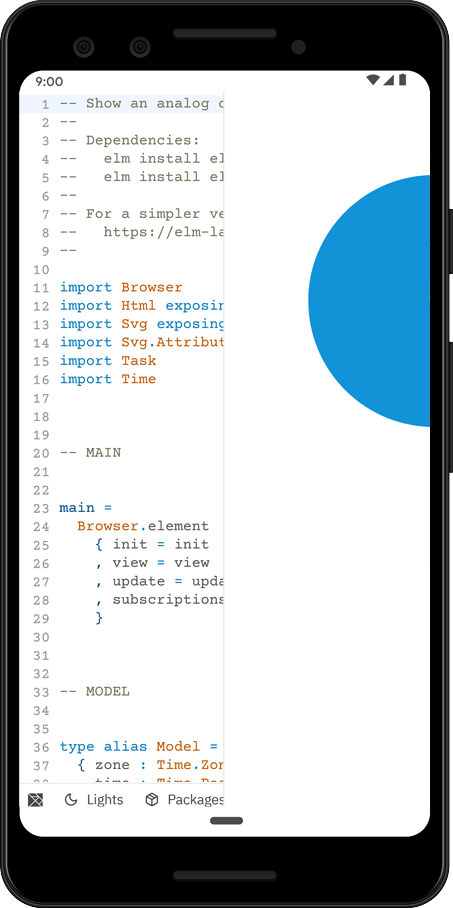 9:00
1 -- Show an analog c
2 --
3 -- Dependencies:
4 --   elm install el
5 --   elm install el
6 --
7 -- For a simpler ve
8 --   https://elm-la
9 --
10
11 import Browser
12 import Html exposin
13 import Svg exposing
14 import Svg.Attribut
15 import Task
16 import Time
17
18
19
20 -- MAIN
21
22
23 main =
24   Browser.element
25     { init = init
26     , view = view
27     , update = upda
28     , subscriptions
29     }
30
31
32
33 -- MODEL
34
35
36 type alias Model =
37   { zone : Time.Zon
Lights Packages